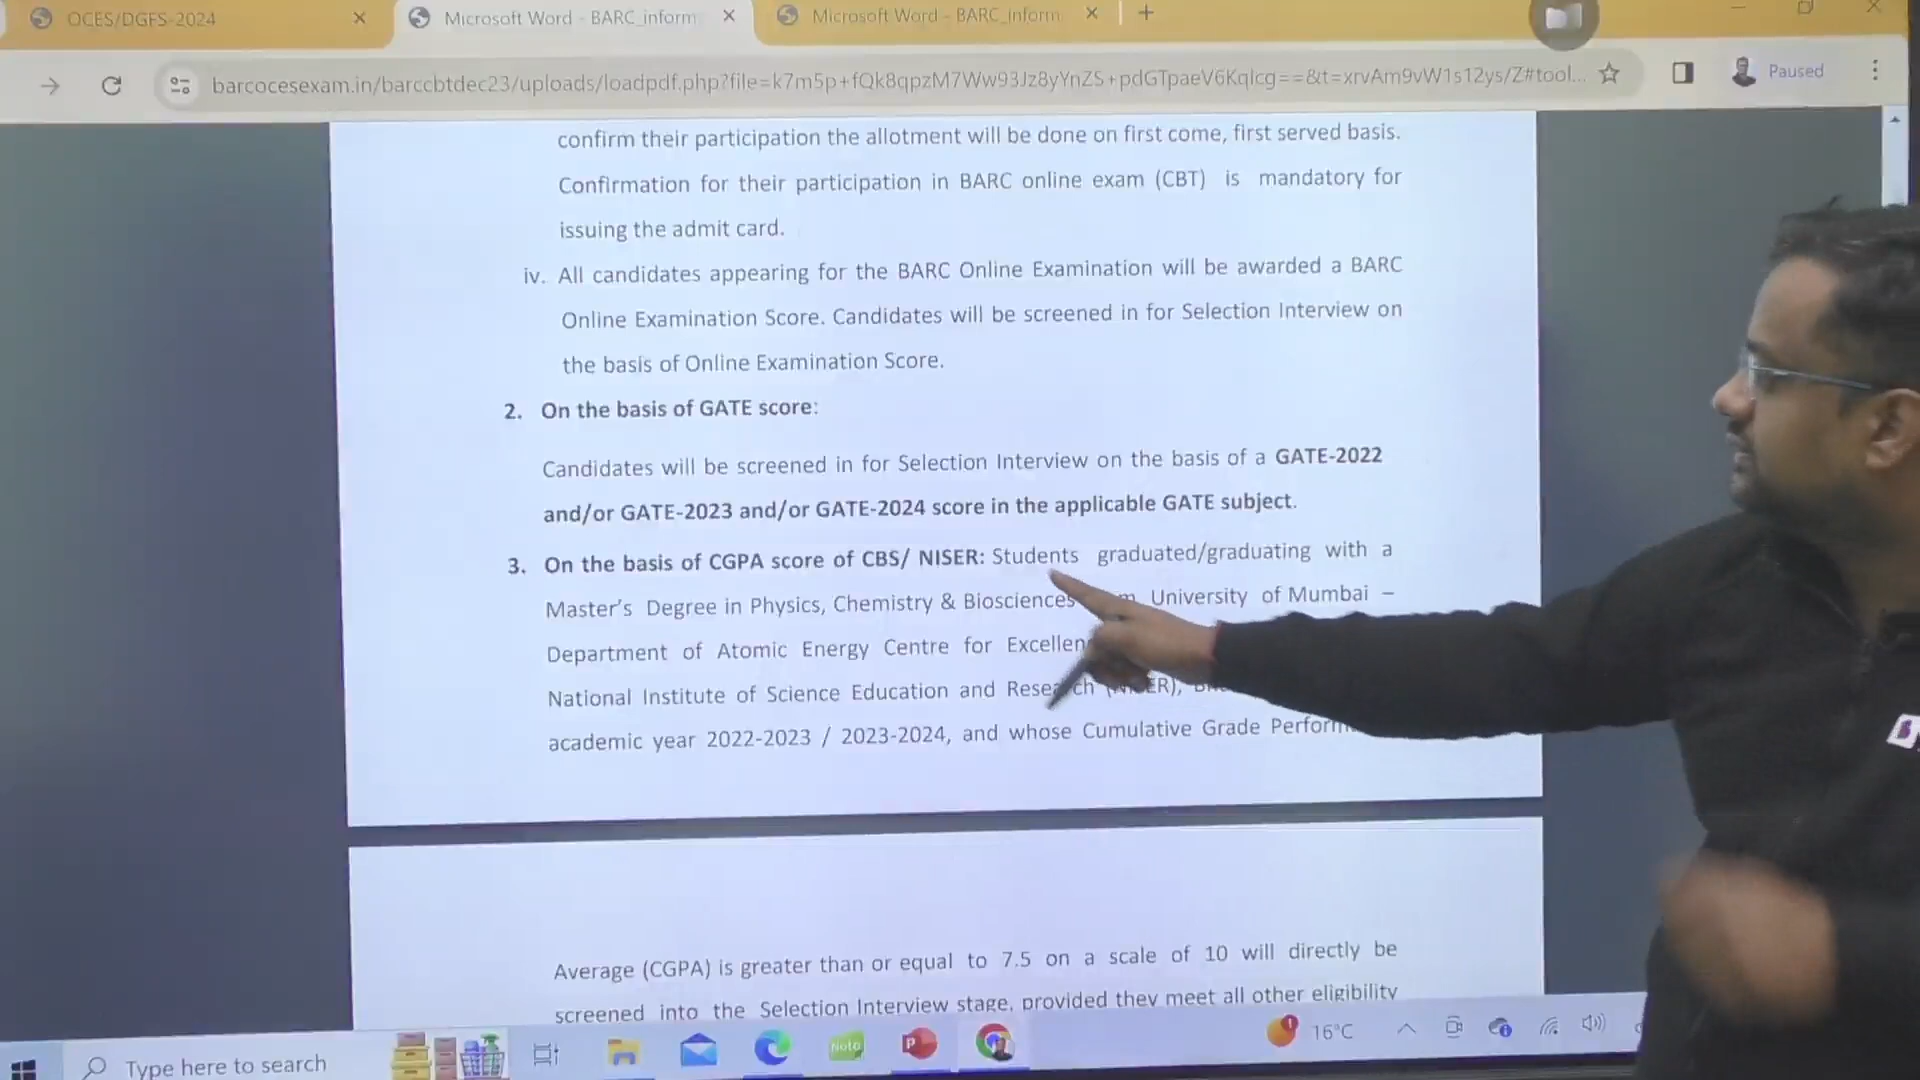 OCES/DGFS-2024
Microsoft Word - BARC_inform
Microsoft Word - BARC_inform
barcocesexam.in/barccbtdec23/uploads/loadpdf.php?file=k7m5p+fQk8qpzM7Ww93Jz8yYnZS+pdGTpaeV6Kqlcg==&t=xrvAm9vW1s12ys/Z#tool...
Paused
confirm their participation the allotment will be done on first come, first served basis.
Confirmation for their participation in BARC online exam (CBT) is mandatory for
issuing the admit card.
iv. All candidates appearing for the BARC Online Examination will be awarded a BARC
Online Examination Score. Candidates will be screened in for Selection Interview on
the basis of Online Examination Score.
2. On the basis of GATE score:
Candidates will be screened in for Selection Interview on the basis of a GATE-2022
and/or GATE-2023 and/or GATE-2024 score in the applicable GATE subject.
3. On the basis of CGPA score of CBS/ NISER: Students graduated/graduating with a
Master's Degree in Physics, Chemistry & Biosciences University of Mumbai –
Department of Atomic Energy Centre for
National Institute of Science Education and Research
academic year 2022-2023 / 2023-2024, and whose Cumulative Grade
Average (CGPA) is greater than or equal to 7.5 on a scale of 10 will directly be
screened into the Selection Interview stage, provided they meet all other eligibility
Type here to search
Noto
P
16°C